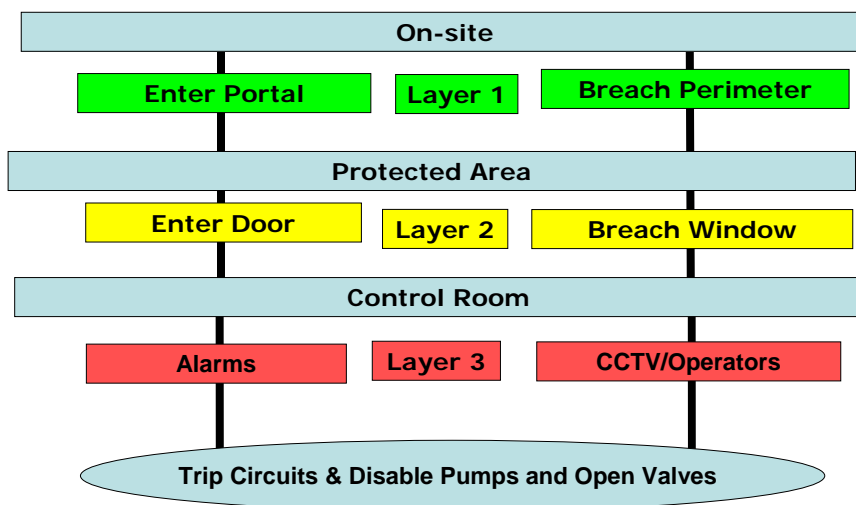 On-site
Enter Portal
Layer 1
Breach Perimeter
Protected Area
Enter Door
Layer 2
Breach Window
Control Room
Alarms
Layer 3
CCTV/Operators
Trip Circuits & Disable Pumps and Open Valves